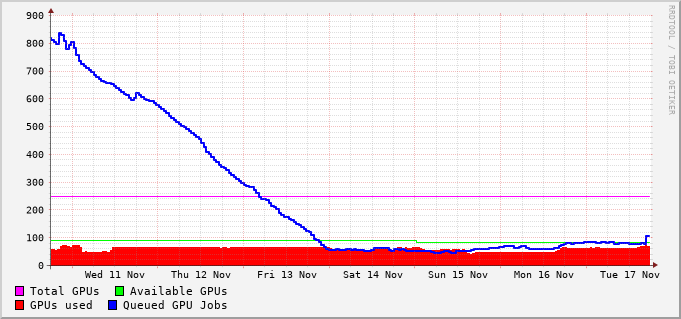 900
800
700
600
500
400
300
200
100
0
Wed 11 Nov Thu 12 Nov Fri 13 Nov Sat 14 Nov Sun 15 Nov Mon 16 Nov Tue 17 Nov
Total GPUs Available GPUs
GPUs used Queued GPU Jobs
RRDTOOL / TOBI OETIKER